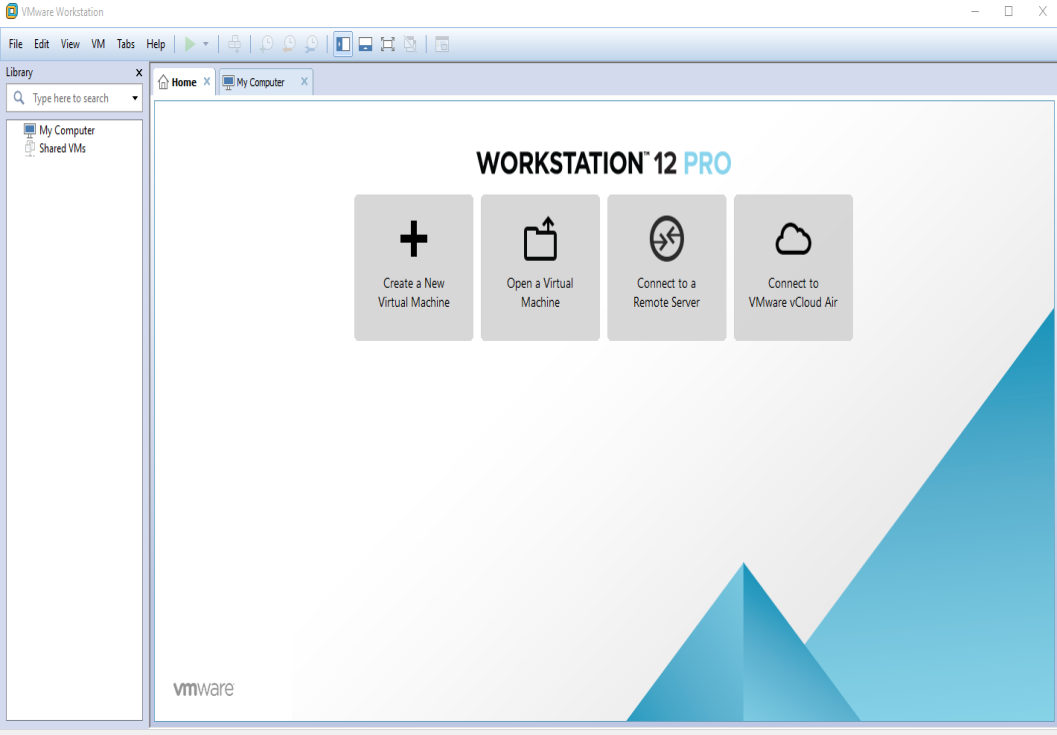 VMware Workstation
File Edit View VM Tabs Help
Library x
Type here to search
My Computer
Shared VMs
Home x My Computer x
WORKSTATION™ 12 PRO
Create a New
Virtual Machine
Open a Virtual
Machine
Connect to a
Remote Server
Connect to
VMware vCloud Air
vmware